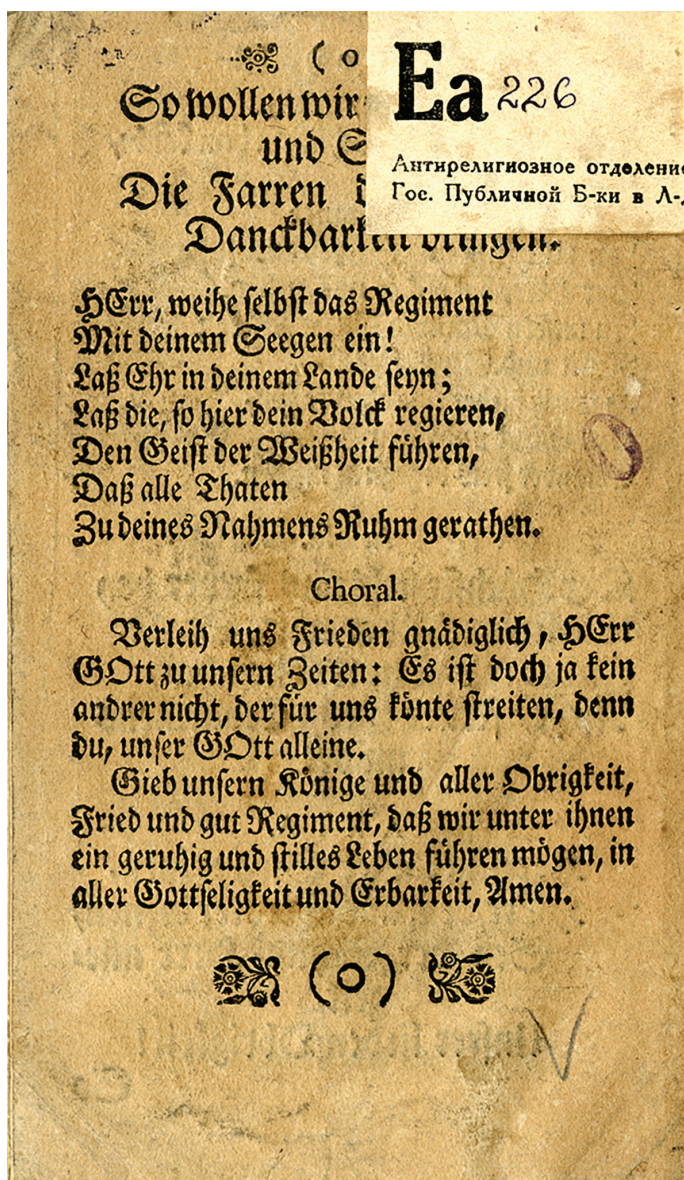 (o
Ea 226
So wollen wir
und
Антирелигиозное отделение
Die Farren
Гос. Публичной Б-ки в Л-
bringen.
HErr, weihe selbst das Regiment
Mit deinem Seegen ein!
Laß Ehr in deinem Lande seyn;
Laß die, so hier dein Volck regieren,
Den Geist der Weißheit führen,
Daß alle Thaten
Zu deines Nahmens Ruhm gerathen.
Choral.
Verleih uns Frieden gnädiglich, HErr
GOtt zu unsern Zeiten: Es ist doch ja kein
andrer nicht, der für uns könte streiten, denn
du, unser GOtt alleine.
Gieb unsern Könige und aller Obrigkeit,
Fried und gut Regiment, daß wir unter ihnen
ein geruhig und stilles Leben führen mögen, in
aller Gottseligkeit und Erbarkeit, Amen.
(o)